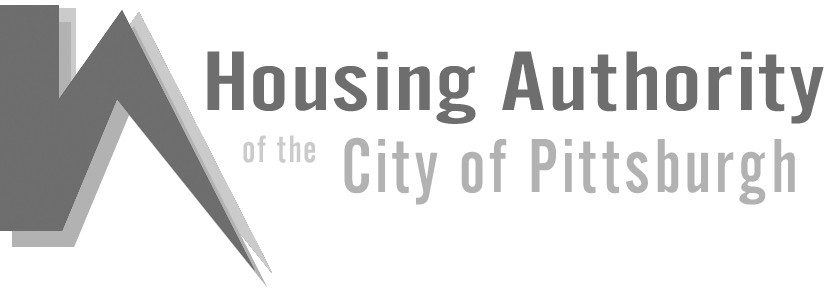 Housing Authority
of the City of Pittsburgh